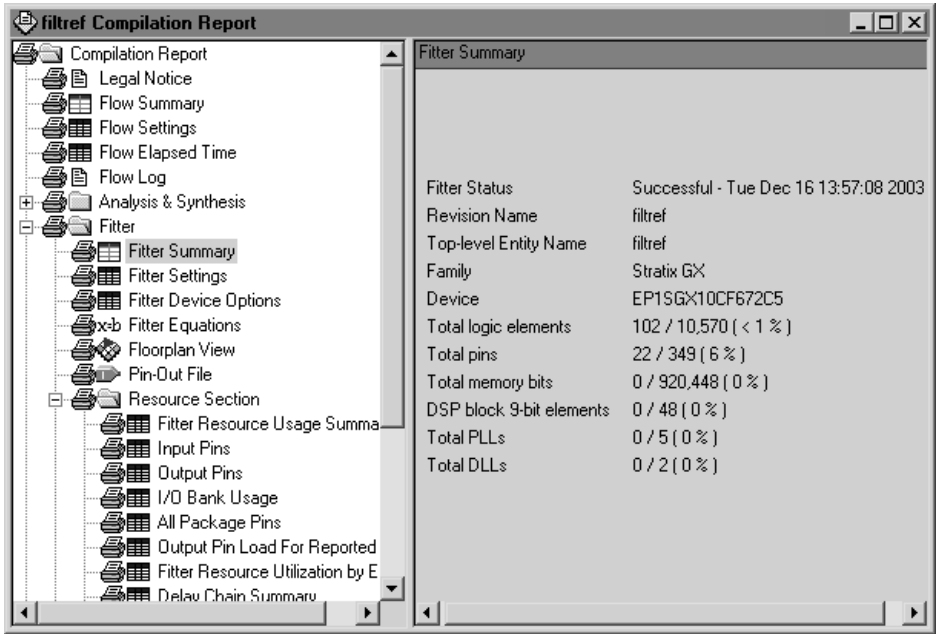 filtref Compilation Report
Compilation Report
Legal Notice
Flow Summary
Flow Settings
Flow Elapsed Time
Flow Log
Analysis & Synthesis
Fitter
Fitter Summary
Fitter Settings
Fitter Device Options
x=b Fitter Equations
Floorplan View
Pin-Out File
Resource Section
Fitter Resource Usage Summa
Input Pins
Output Pins
I/O Bank Usage
All Package Pins
Output Pin Load For Reported
Fitter Resource Utilization by E
Delay Chain Summary
Fitter Summary
Fitter Status Successful - Tue Dec 16 13:57:08 2003
Revision Name filtref
Top-level Entity Name filtref
Family Stratix GX
Device EP1SGX10CF672C5
Total logic elements 102 / 10,570 ( < 1 % )
Total pins 22 / 349 ( 6 % )
Total memory bits 0 / 920,448 ( 0 % )
DSP block 9-bit elements 0 / 48 ( 0 % )
Total PLLs 0 / 5 ( 0 % )
Total DLLs 0 / 2 ( 0 % )